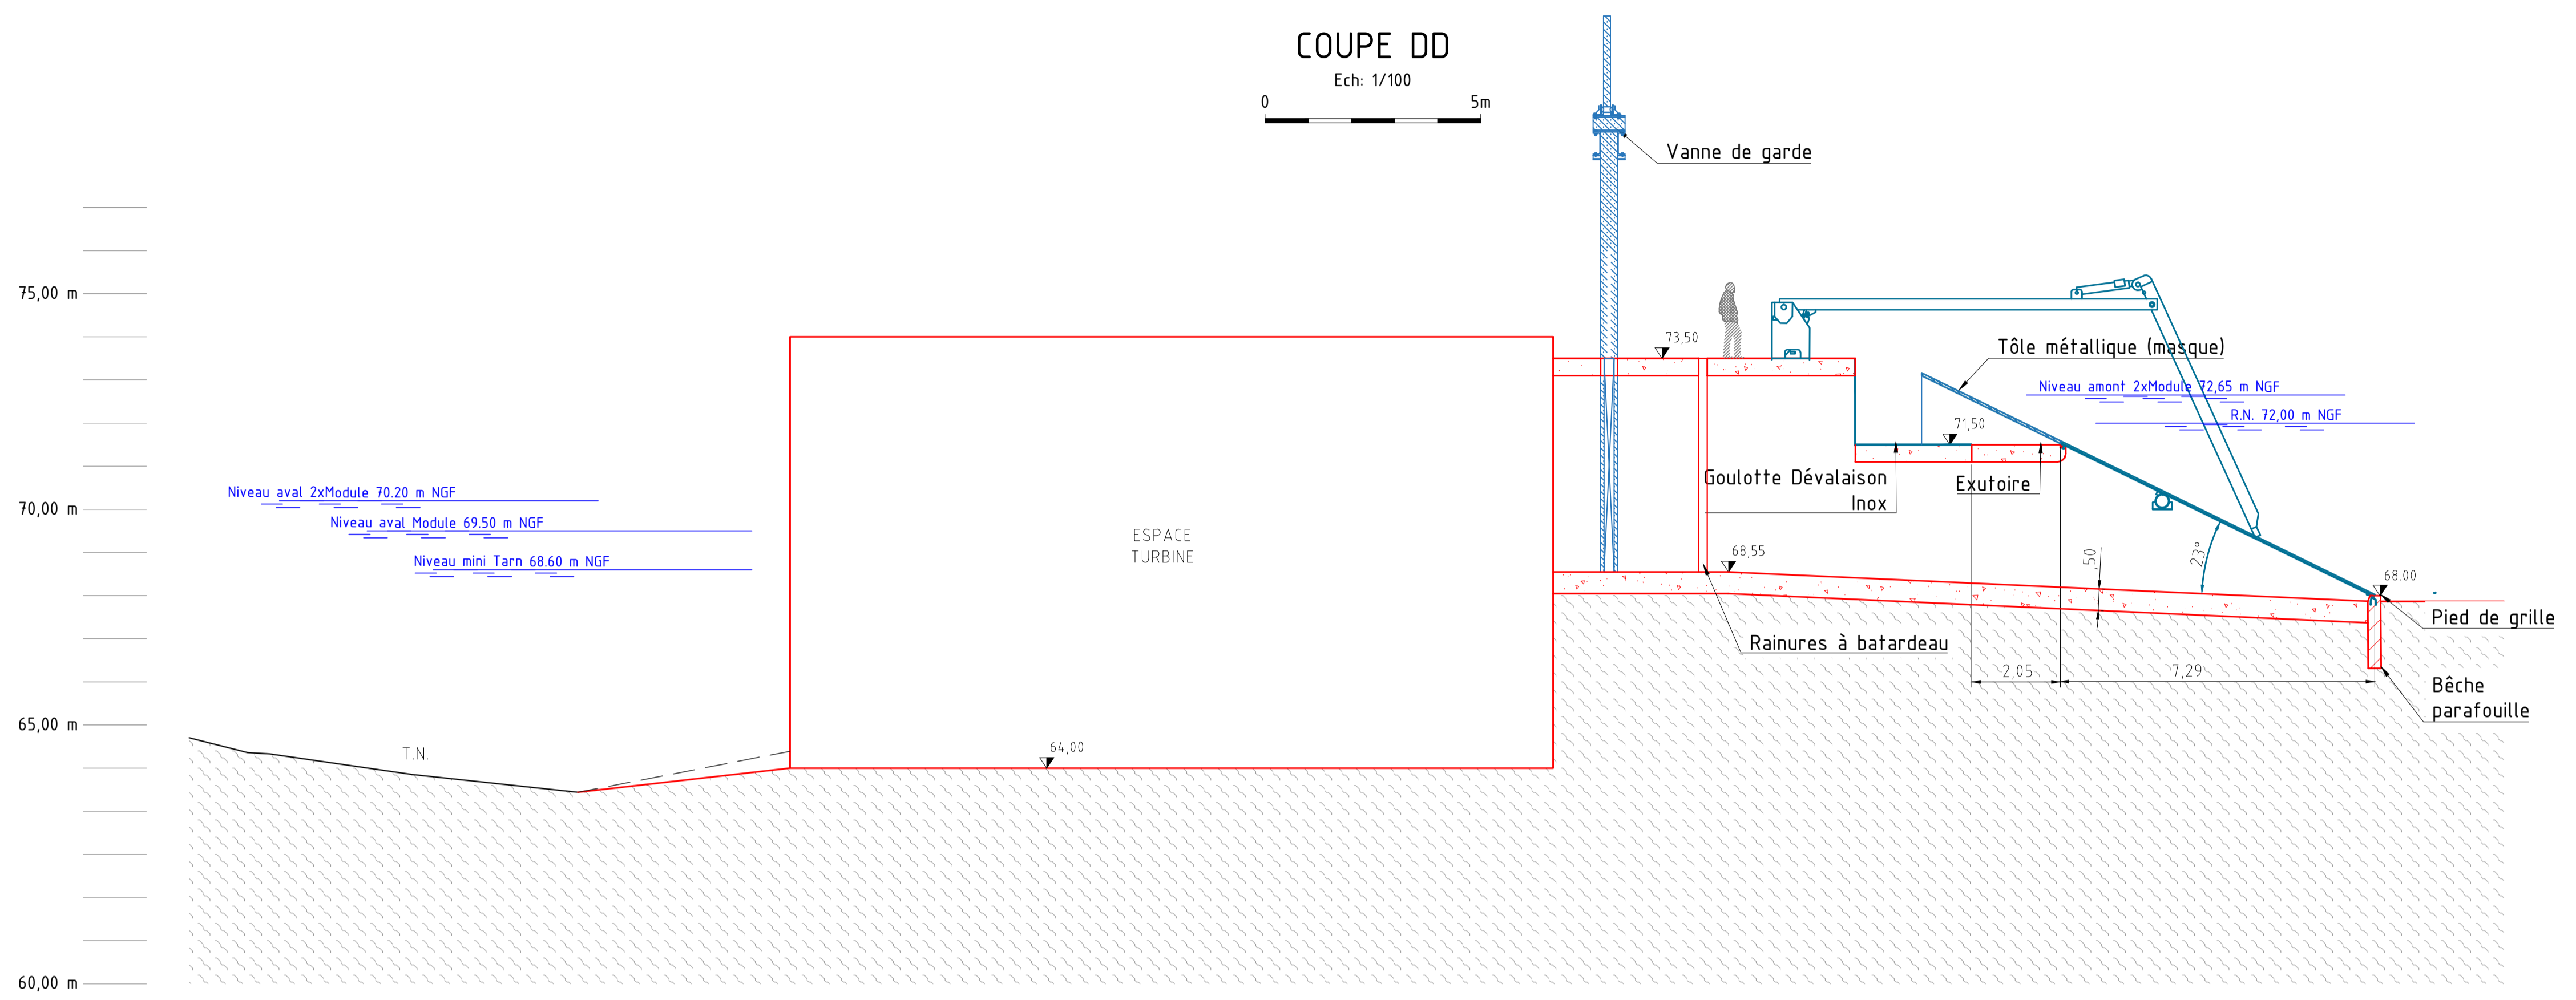 COUPE DD
Ech: 1/100
0
5m
Vanne de garde
75,00 m
73,50
Tôle métallique (masque)
Niveau amont 2xModule 72,65 m NGF
R.N. 72,00 m NGF
71,50
Goulotte Dévalaison
Inox
Exutoire
Niveau aval 2xModule 70.20 m NGF
70,00 m
Niveau aval Module 69.50 m NGF
Niveau mini Tarn 68.60 m NGF
ESPACE
TURBINE
68,55
,50
23°
68.00
Pied de grille
Rainures à batardeau
2,05
7,29
Bêche
parafouille
65,00 m
T.N.
64,00
60,00 m